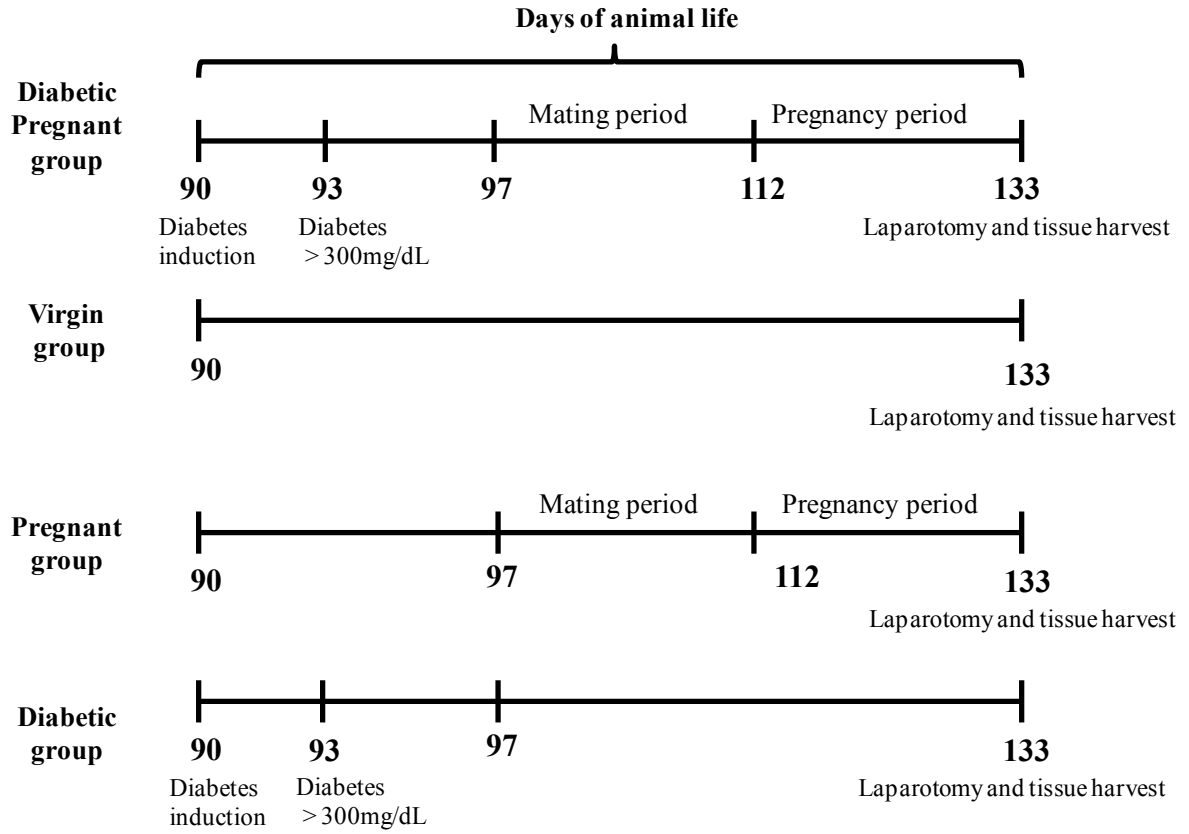 Days of animal life
Diabetic
Pregnant
group
Mating period
Pregnancy period
90
93
97
112
133
Diabetes
induction
Diabetes
> 300mg/dL
Laparotomy and tissue harvest
Virgin
group
90
133
Laparotomy and tissue harvest
Pregnant
group
Mating period
Pregnancy period
90
97
112
133
Laparotomy and tissue harvest
Diabetic
group
90
93
97
133
Diabetes
induction
Diabetes
> 300mg/dL
Laparotomy and tissue harvest